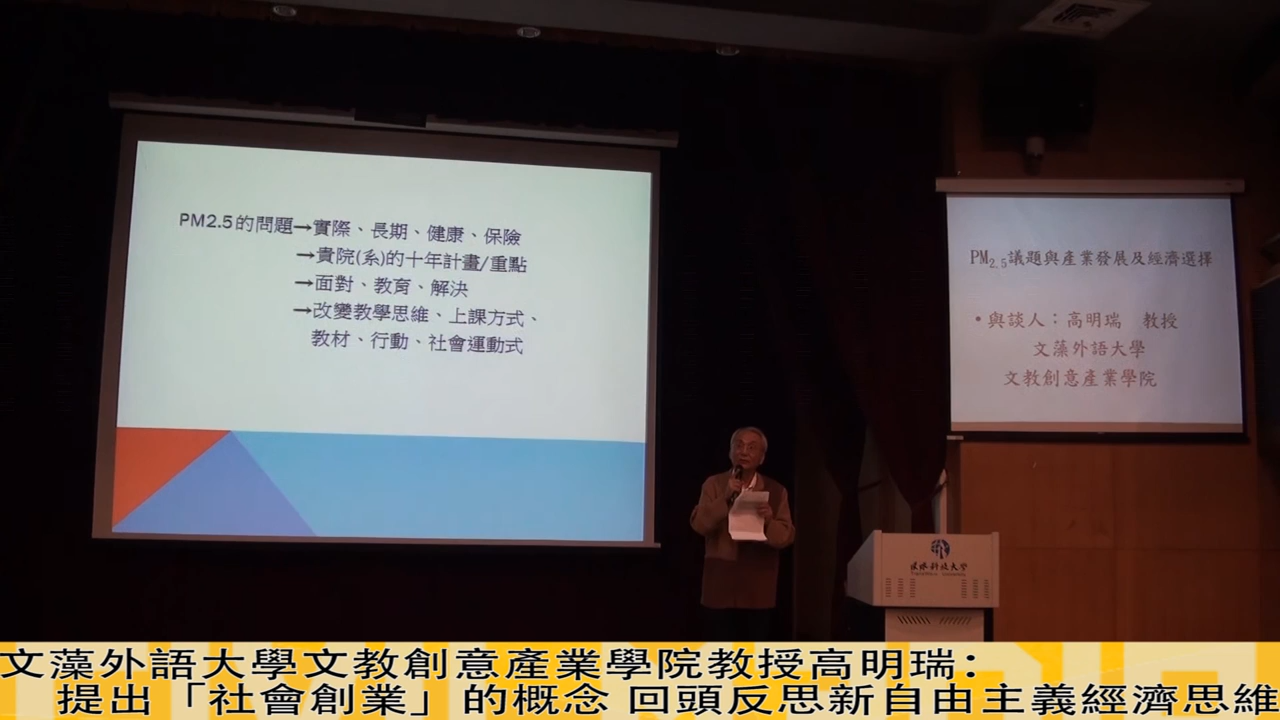 PM2.5的問題→實際、長期、健康、保險
→貴院(系)的十年計畫/重點
→面對、教育、解決
→改變教學思維、上課方式、
教材、行動、社會運動式
PM2.5議題與產業發展及經濟選擇
•與談人：高明瑞 教授
文藻外語大學
文教創意產業學院
科技大學
文藻外語大學文教創意產業學院教授高明瑞：
提出「社會創業」的概念 回頭反思新自由主義經濟思維